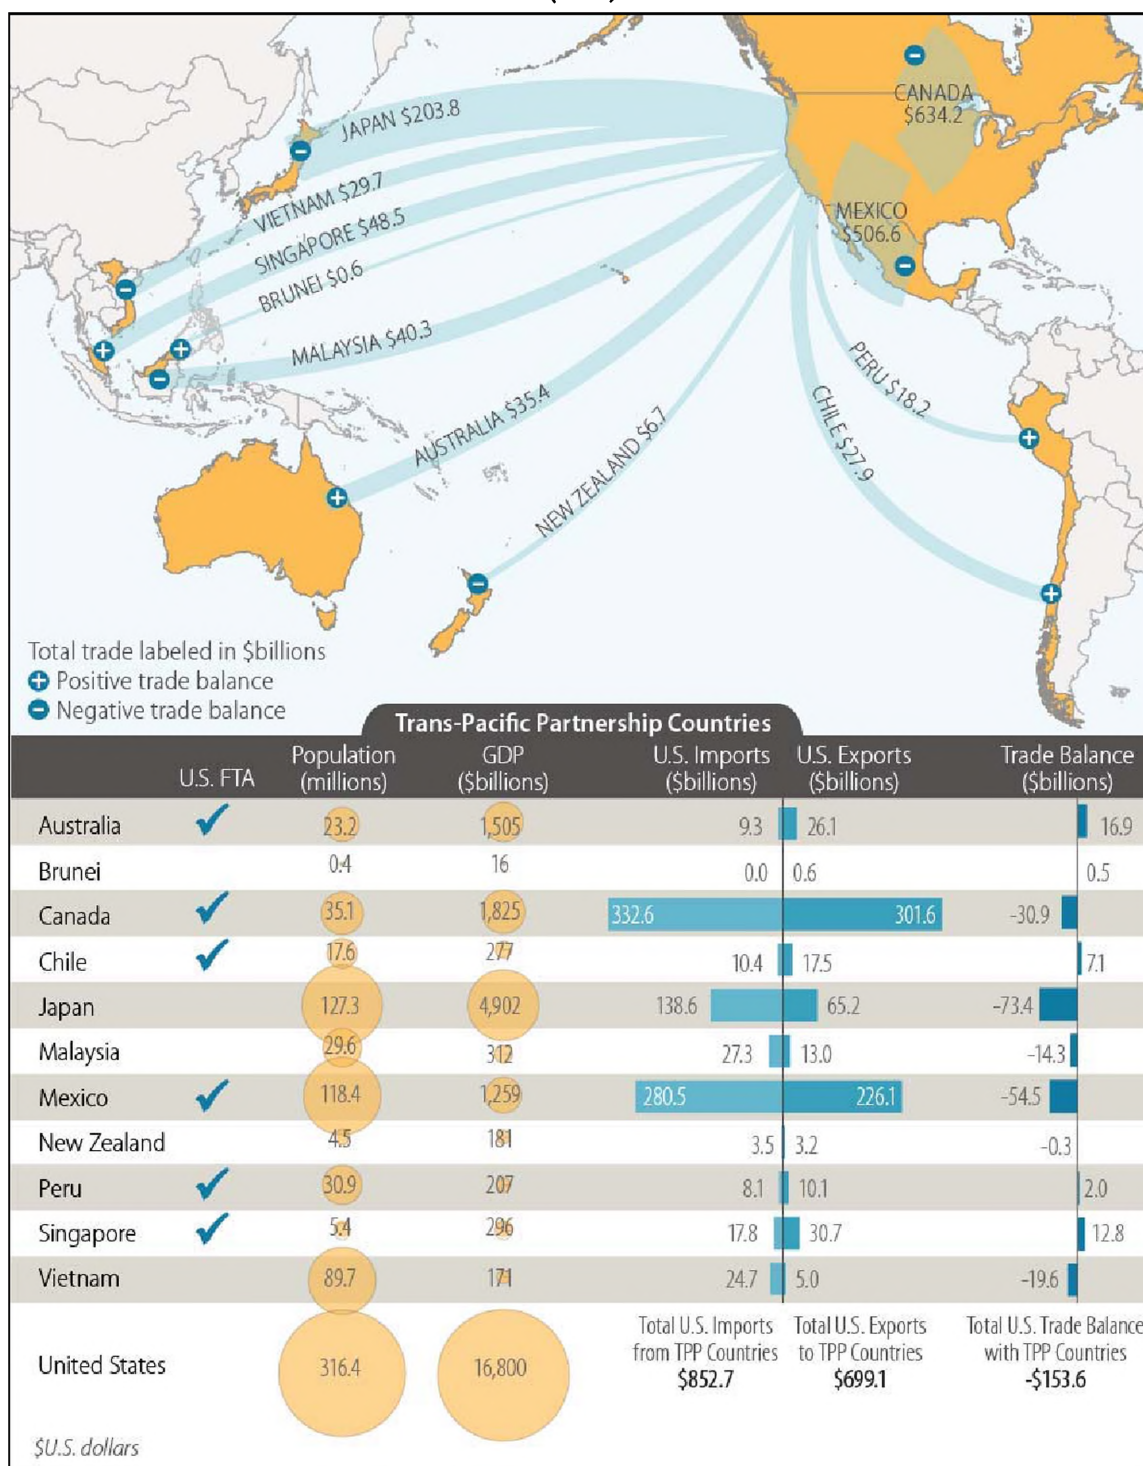 CANADA
$634.2
JAPAN $203.8
VIETNAM $29.7
SINGAPORE $48.5
BRUNEI $0.6
MEXICO
$506.6
MALAYSIA $40.3
AUSTRALIA $35.4
NEW ZEALAND $6.7
PERU $18.2
CHILE $27.9
Total trade labeled in $billions
+ Positive trade balance
− Negative trade balance
Trans-Pacific Partnership Countries
U.S. FTA Population (millions) GDP ($billions) U.S. Imports ($billions) U.S. Exports ($billions) Trade Balance ($billions)
Australia ✓ 23.2 1,505 9.3 26.1 16.9
Brunei 0.4 16 0.0 0.6 0.5
Canada ✓ 35.1 1,825 332.6 301.6 -30.9
Chile ✓ 17.6 277 10.4 17.5 7.1
Japan 127.3 4,902 138.6 65.2 -73.4
Malaysia 29.6 312 27.3 13.0 -14.3
Mexico ✓ 118.4 1,259 280.5 226.1 -54.5
New Zealand 4.5 181 3.5 3.2 -0.3
Peru ✓ 30.9 207 8.1 10.1 2.0
Singapore ✓ 5.4 296 17.8 30.7 12.8
Vietnam 89.7 171 24.7 5.0 -19.6
United States 316.4 16,800
Total U.S. Imports
from TPP Countries
$852.7
Total U.S. Exports
to TPP Countries
$699.1
Total U.S. Trade Balance
with TPP Countries
-$153.6
$U.S. dollars